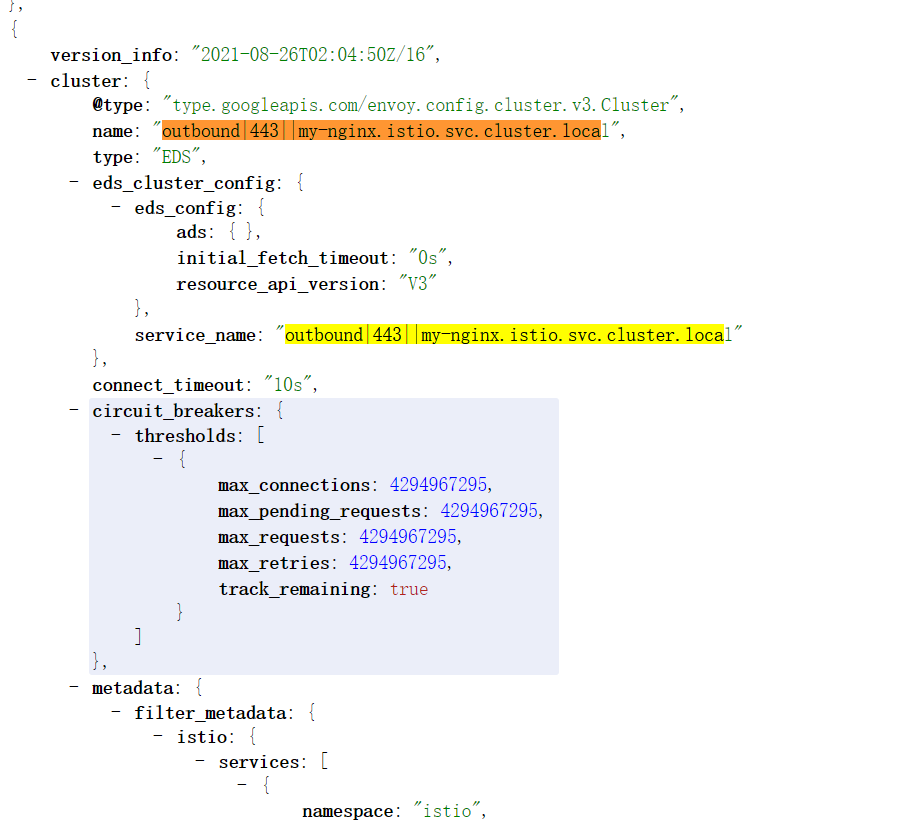 },
{
version_info: "2021-08-26T02:04:50Z/16",
- cluster: {
@type: "type.googleapis.com/envoy.config.cluster.v3.Cluster",
name: "outbound|443||my-nginx.istio.svc.cluster.local",
type: "EDS",
- eds_cluster_config: {
- eds_config: {
ads: { },
initial_fetch_timeout: "0s",
resource_api_version: "V3"
},
service_name: "outbound|443||my-nginx.istio.svc.cluster.local"
},
connect_timeout: "10s",
- circuit_breakers: {
- thresholds: [
- {
max_connections: 4294967295,
max_pending_requests: 4294967295,
max_requests: 4294967295,
max_retries: 4294967295,
track_remaining: true
}
]
},
- metadata: {
- filter_metadata: {
- istio: {
- services: [
- {
namespace: "istio",